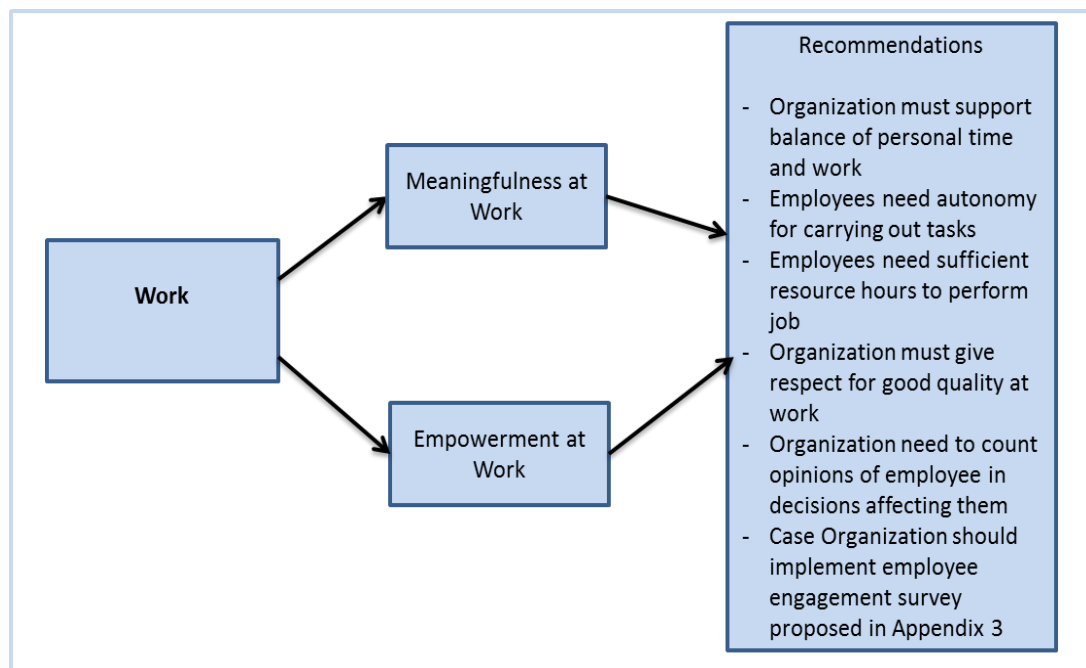 Work
Meaningfulness at
Work
Empowerment at
Work
Recommendations
- Organization must support
balance of personal time
and work
- Employees need autonomy
for carrying out tasks
- Employees need sufficient
resource hours to perform
job
- Organization must give
respect for good quality at
work
- Organization need to count
opinions of employee in
decisions affecting them
- Case Organization should
implement employee
engagement survey
proposed in Appendix 3